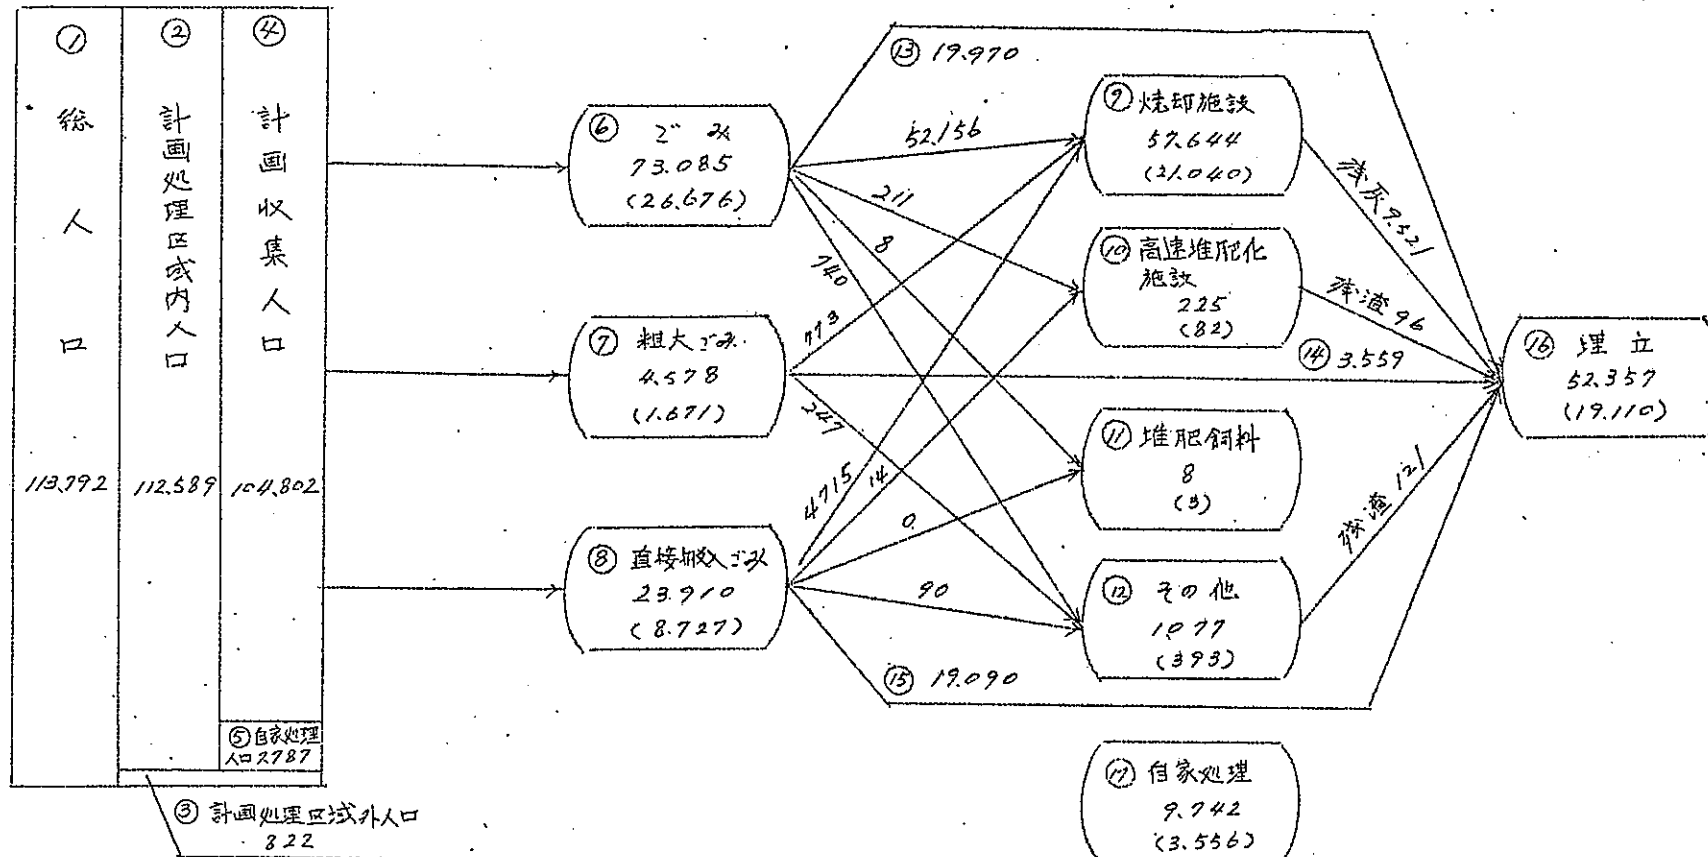 ① 総人口
113.792
② 計画処理区域内人口
112.589
④ 計画収集人口
104.802
⑤ 自家処理
人口 7.787
③ 計画処理区域外人口
822
⑥ ごみ
73.085
(26.676)
⑦ 粗大ごみ
4.578
(1.671)
⑧ 直接搬入ごみ
23.910
(8.727)
⑬ 19.970
52.156
211
8
740
773
⑭ 3.559
247
4715
14
0
90
⑮ 19.090
⑨ 焼却施設
57.644
(21.040)
⑩ 高速堆肥化
施設
225
(82)
⑪ 堆肥飼料
8
(3)
⑫ その他
1077
(393)
残灰 9.521
残渣 96
残渣 121
⑯ 埋立
52.357
(19.110)
⑰ 自家処理
9.742
(3.556)